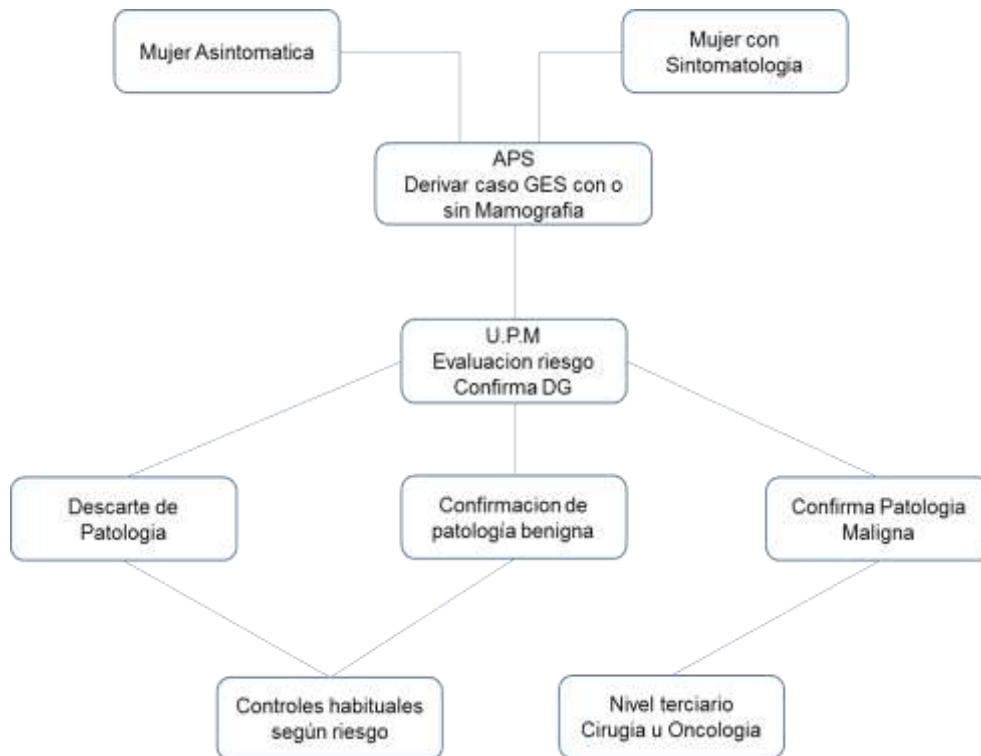 Mujer Asintomatica
Mujer con
Sintomatologia
APS
Derivar caso GES con o
sin Mamografia
U.P.M
Evaluacion riesgo
Confirma DG
Descarte de
Patologia
Confirmacion de
patología benigna
Confirma Patologia
Maligna
Controles habituales
según riesgo
Nivel terciario
Cirugia u Oncologia